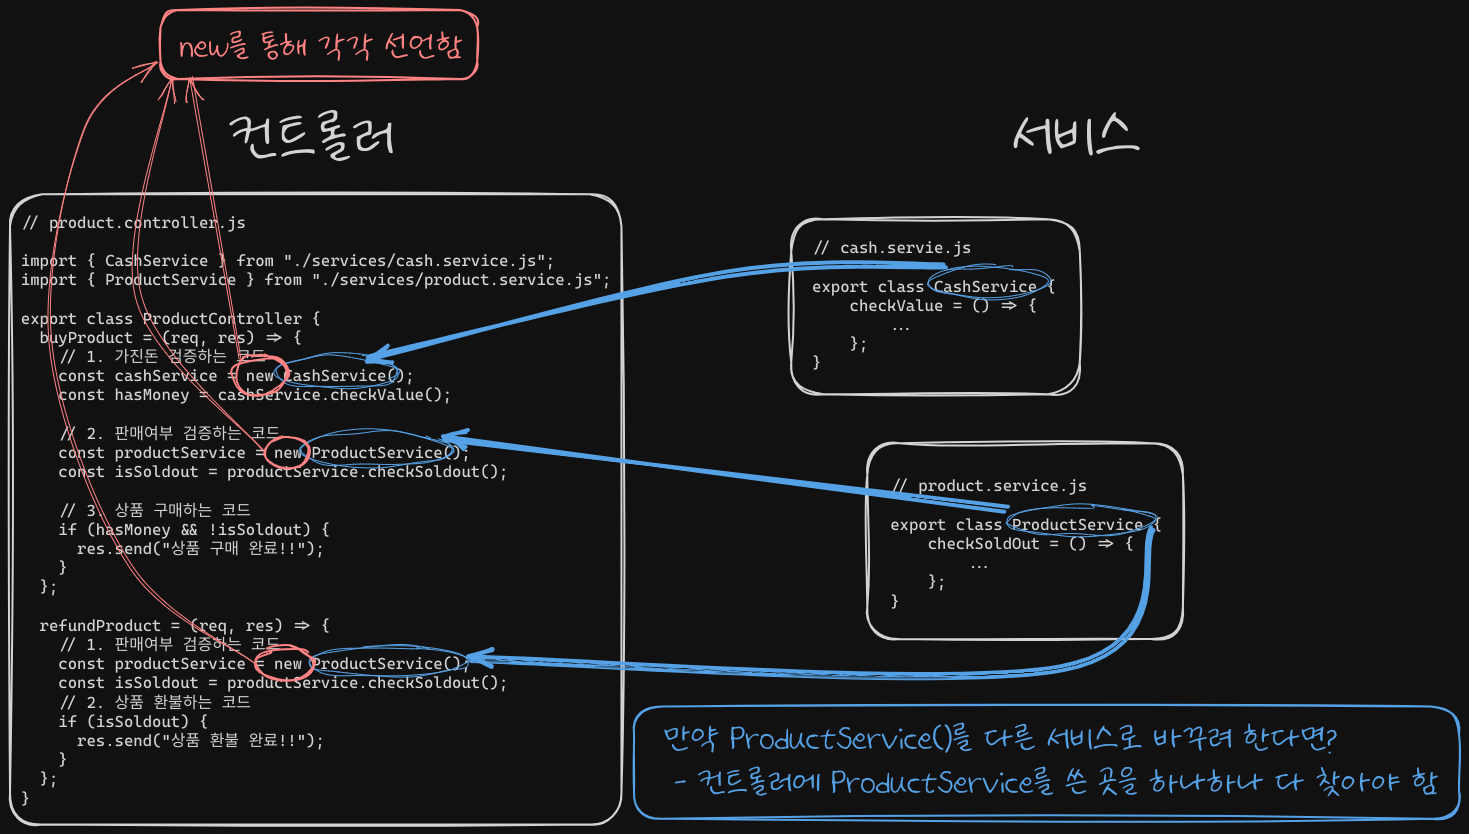 new를 통해 각각 선언함
컨트롤러
// product.controller.js
import { CashService } from "./services/cash.service.js";
import { ProductService } from "./services/product.service.js";
export class ProductController {
buyProduct = (req, res) => {
// 1. 가진돈 검증하는 코드
const cashService = new CashService();
const hasMoney = cashService.checkValue();
// 2. 판매여부 검증하는 코드
const productService = new ProductService();
const isSoldout = productService.checkSoldout();
// 3. 상품 구매하는 코드
if (hasMoney && !isSoldout) {
res.send("상품 구매 완료!!");
}
};
refundProduct = (req, res) => {
// 1. 판매여부 검증하는 코드
const productService = new ProductService();
const isSoldout = productService.checkSoldout();
// 2. 상품 환불하는 코드
if (isSoldout) {
res.send("상품 환불 완료!!");
}
};
}
서비스
// cash.servie.js
export class CashService {
checkValue = () => {
...
};
}
// product.service.js
export class ProductService {
checkSoldOut = () => {
...
};
}
만약 ProductService()를 다른 서비스로 바꾸려 한다면?
- 컨트롤러에 ProductService를 쓴 곳을 하나하나 다 찾아야 함